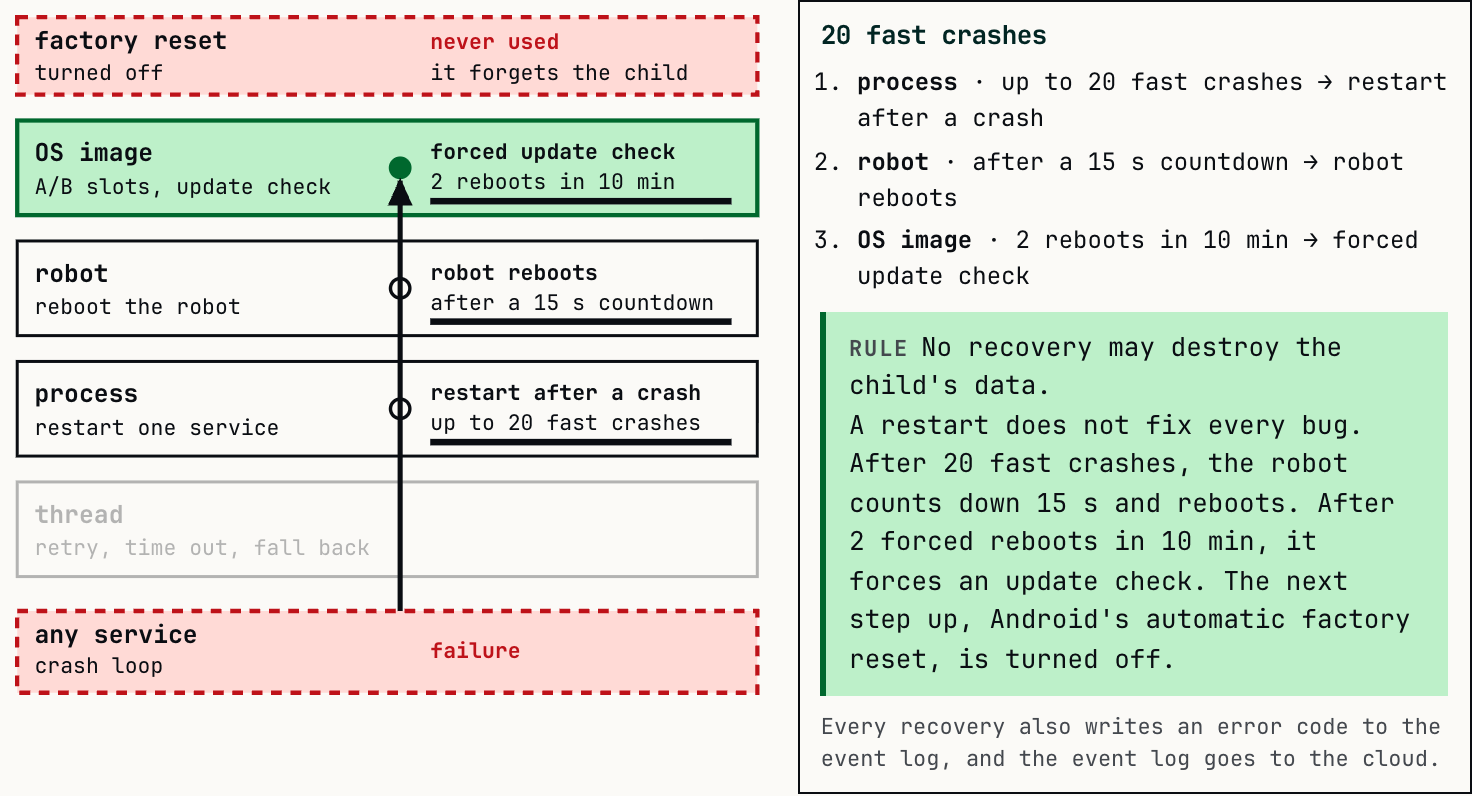 factory reset
never used
turned off
it forgets the child
OS image
forced update check
A/B slots, update check
2 reboots in 10 min
robot
robot reboots
reboot the robot
after a 15 s countdown
process
restart after a crash
restart one service
up to 20 fast crashes
thread
retry, time out, fall back
any service
failure
crash loop
20 fast crashes
1. process · up to 20 fast crashes → restart
after a crash
2. robot · after a 15 s countdown → robot
reboots
3. OS image · 2 reboots in 10 min → forced
update check
RULE No recovery may destroy the
child's data.
A restart does not fix every bug.
After 20 fast crashes, the robot
counts down 15 s and reboots. After
2 forced reboots in 10 min, it
forces an update check. The next
step up, Android's automatic factory
reset, is turned off.
Every recovery also writes an error code to the
event log, and the event log goes to the cloud.